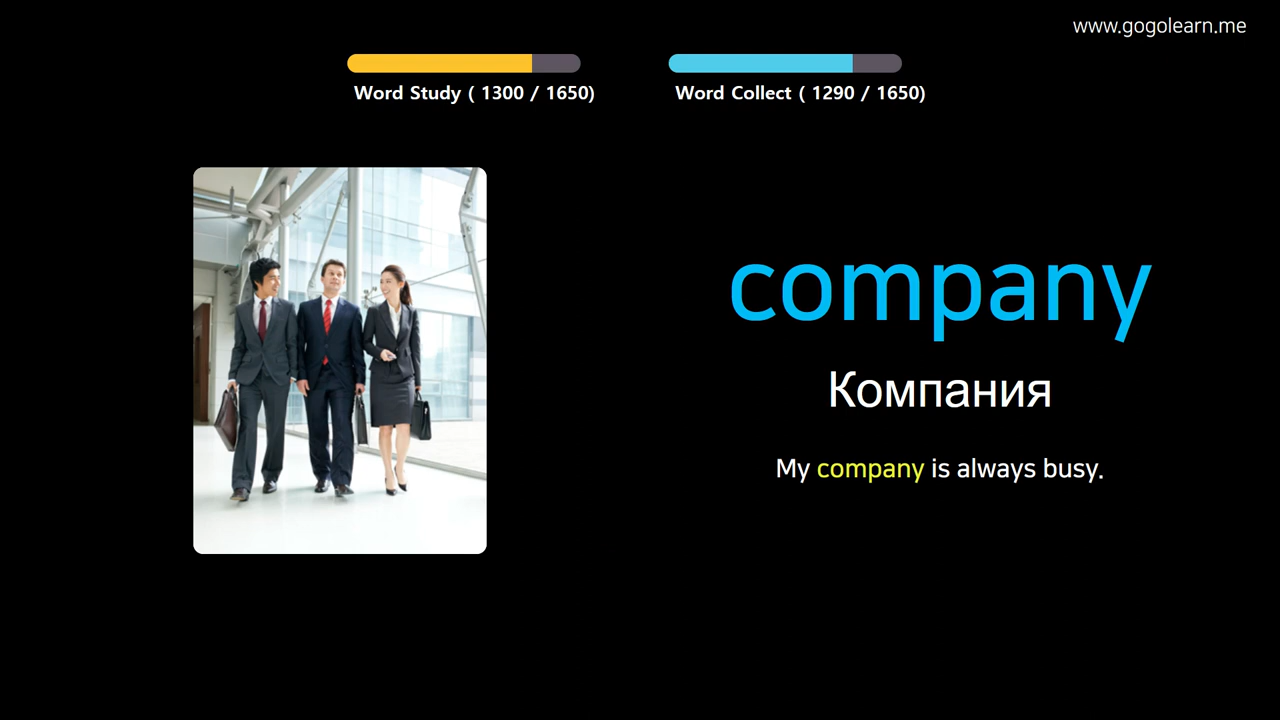 www.gogolearn.me
Word Study ( 1300 / 1650)
Word Collect ( 1290 / 1650)
company
Компания
My company is always busy.